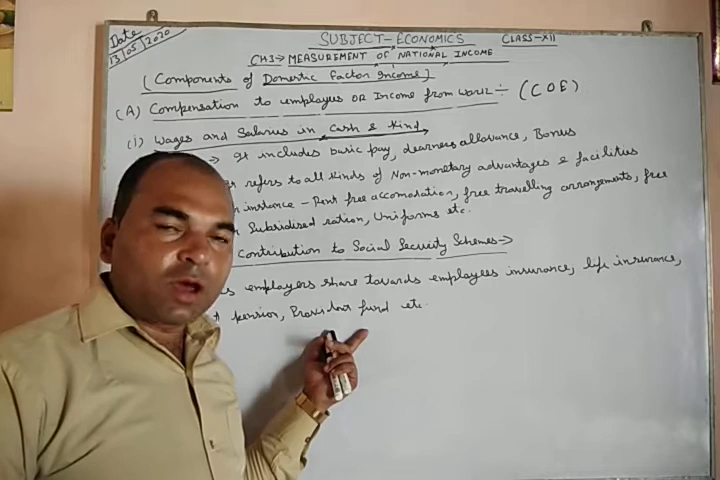 Date
13/05/2020
SUBJECT-ECONOMICS CLASS-XII
CH3→ MEASUREMENT OF NATIONAL INCOME
(Components of Domestic Factor Income)
(A) Compensation to employees OR Income from work÷ (COE)
(i) Wages and Salaries in Cash & Kind
→ It includes basic pay, dearness allowance, Bonus
refers to all kinds of Non-monetary advantages & facilities
instance - Rent free accomodation, free travelling arrangements, free
Subsidised ration, Uniforms etc.
Contribution to Social Security Schemes→
employers share towards employees insurance, life insurance,
pension, Provident fund etc.